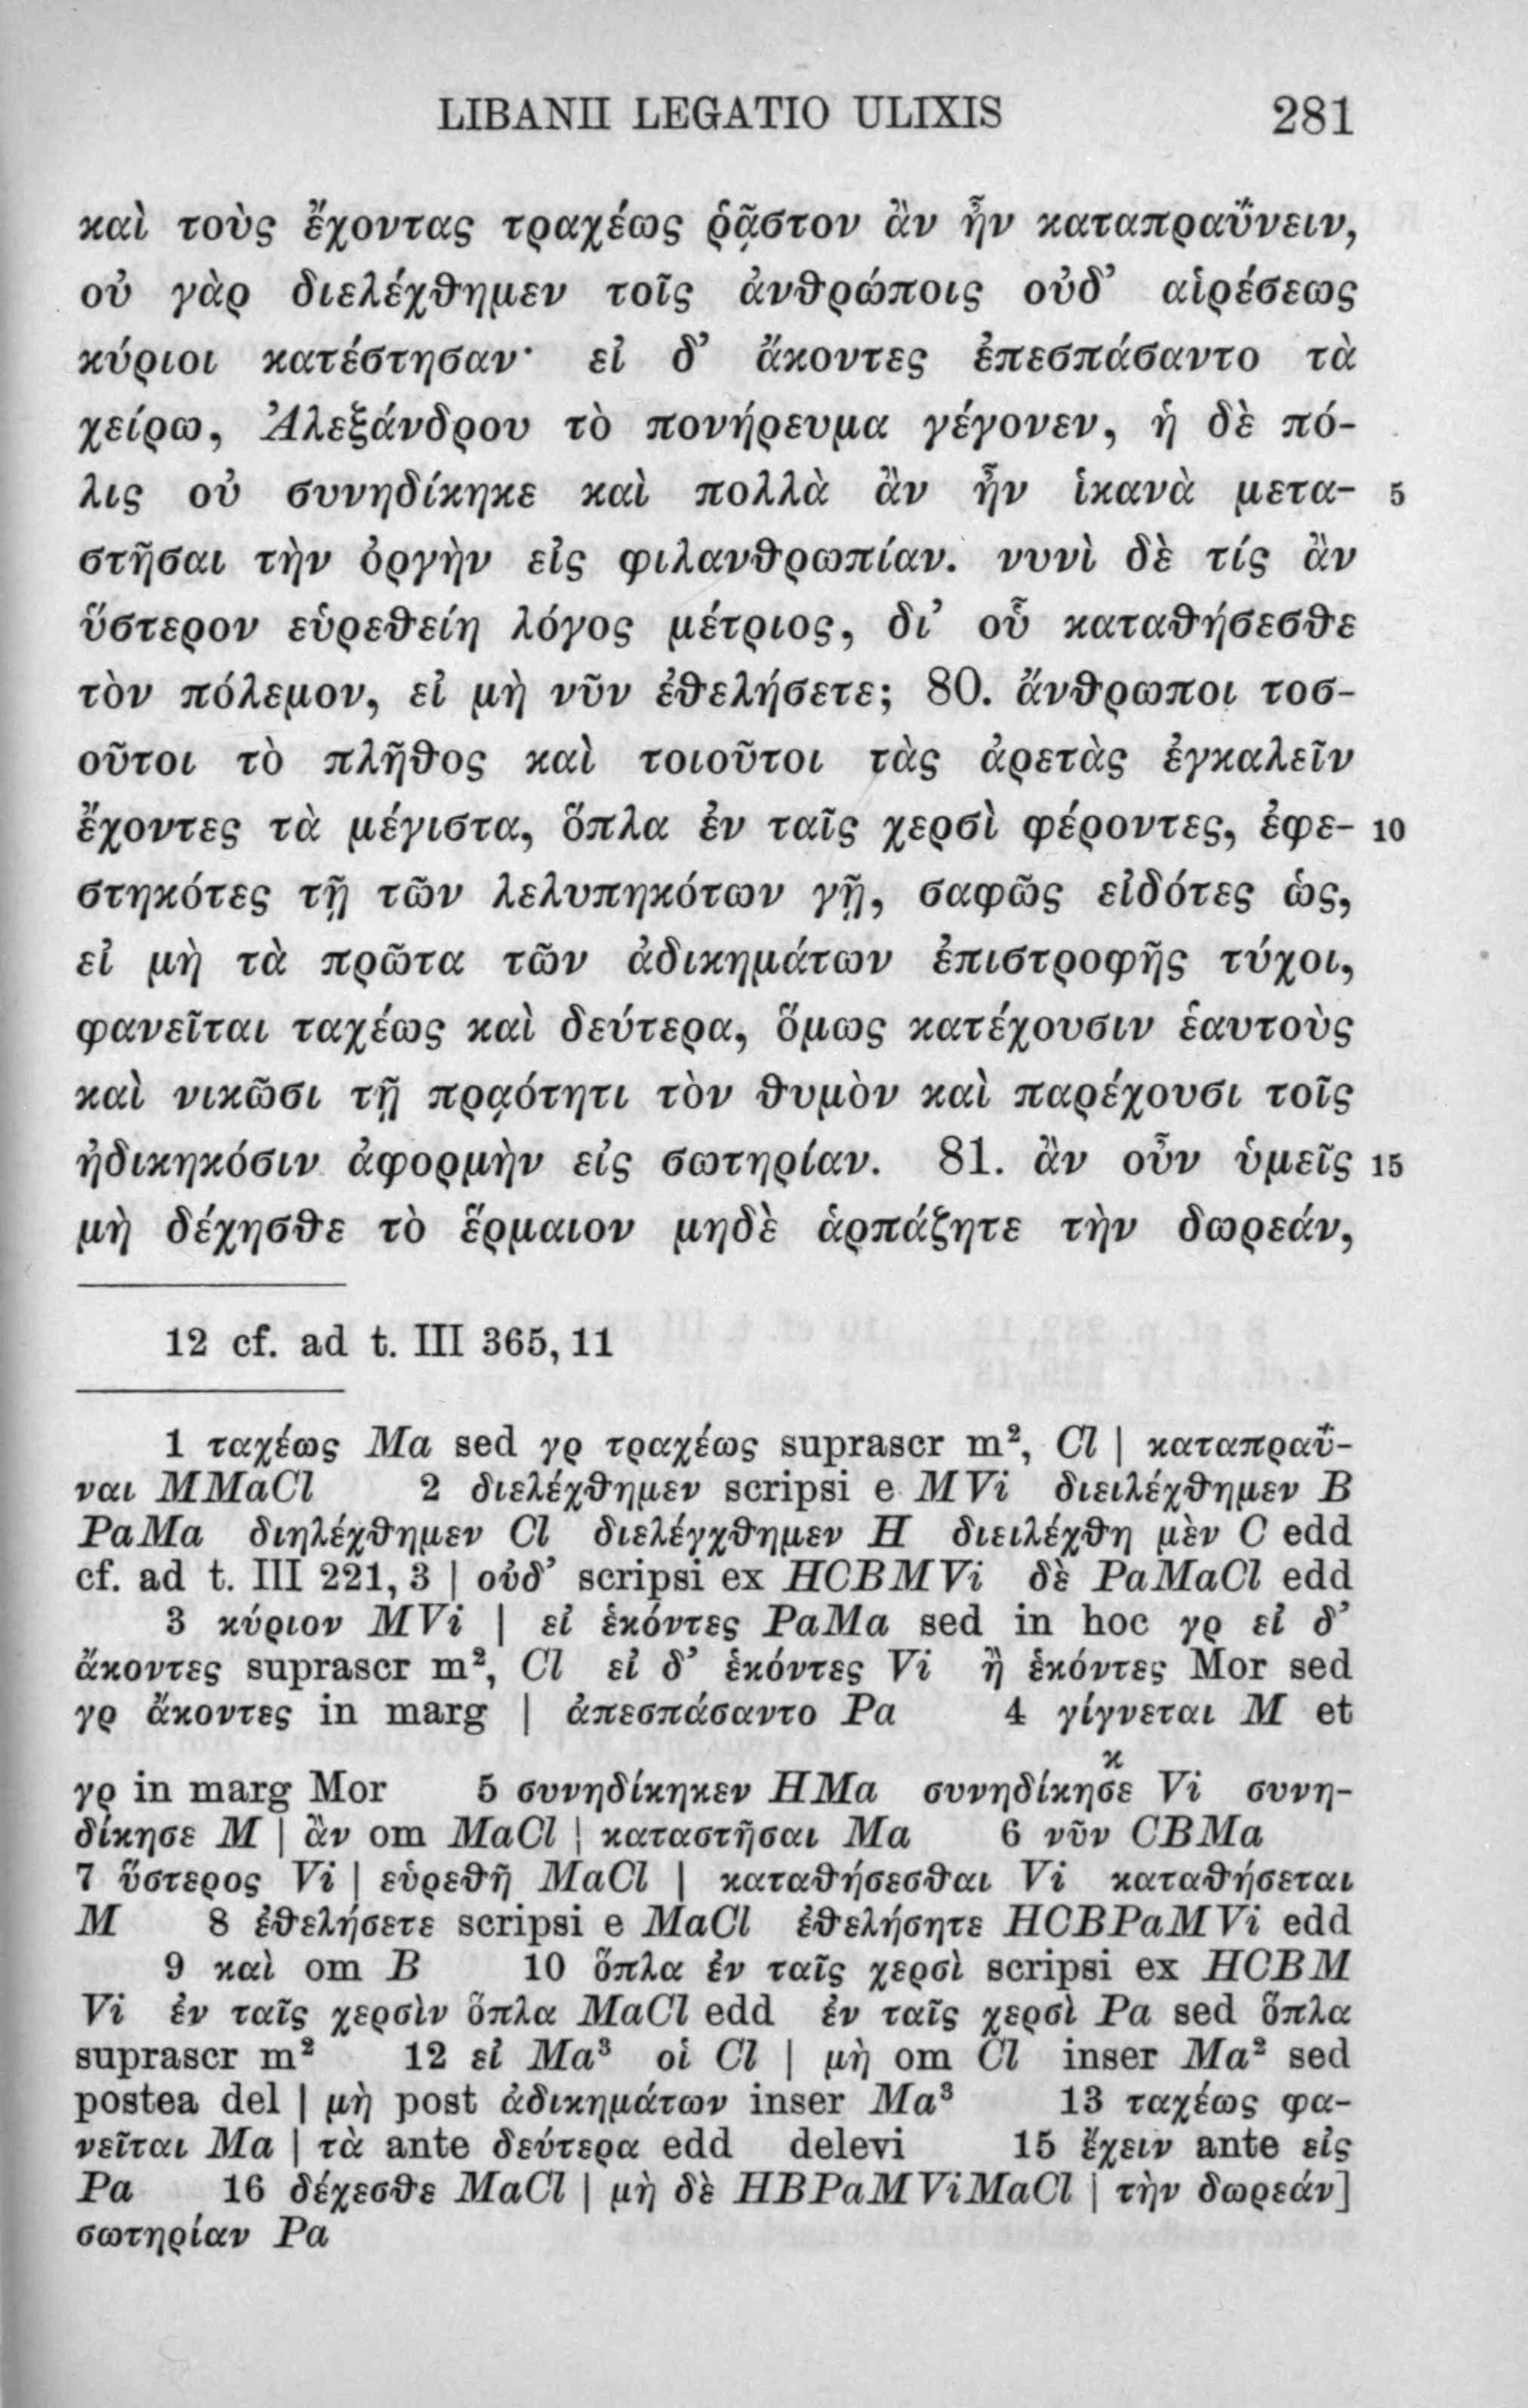 LIBANII LEGATIO ULIXIS 281
καὶ τοὺς ἔχοντας τραχέως ῥᾷστον ἂν ἦν καταπραΰνειν,
οὐ γὰρ διελέχθημεν τοῖς ἀνθρώποις οὐδ’ αἱρέσεως
κύριοι κατέστησαν· εἰ δ’ ἄκοντες ἐπεσπάσαντο τὰ
χείρω, Ἀλεξάνδρου τὸ πονήρευμα γέγονεν, ἡ δὲ πό-
λις οὐ συνηδίκηκε καὶ πολλὰ ἂν ἦν ἱκανὰ μετα- 5
στῆσαι τὴν ὀργὴν εἰς φιλανθρωπίαν. νυνὶ δὲ τίς ἂν
ὕστερον εὑρεθείη λόγος μέτριος, δι’ οὗ καταθήσεσθε
τὸν πόλεμον, εἰ μὴ νῦν ἐθελήσετε; 80. ἄνθρωποι τοσ-
οῦτοι τὸ πλῆθος καὶ τοιοῦτοι τὰς ἀρετὰς ἐγκαλεῖν
ἔχοντες τὰ μέγιστα, ὅπλα ἐν ταῖς χερσὶ φέροντες, ἐφε- 10
στηκότες τῇ τῶν λελυπηκότων γῇ, σαφῶς εἰδότες ὡς,
εἰ μὴ τὰ πρῶτα τῶν ἀδικημάτων ἐπιστροφῆς τύχοι,
φανεῖται ταχέως καὶ δεύτερα, ὅμως κατέχουσιν ἑαυτοὺς
καὶ νικῶσι τῇ πρᾳότητι τὸν θυμὸν καὶ παρέχουσι τοῖς
ἠδικηκόσιν ἀφορμὴν εἰς σωτηρίαν. 81. ἂν οὖν ὑμεῖς 15
μὴ δέχησθε τὸ ἕρμαιον μηδὲ ἁρπάζητε τὴν δωρεάν,
12 cf. ad t. III 365, 11
1 ταχέως Ma sed γρ τραχέως suprascr m², Cl | καταπραΰ-
ναι MMaCl 2 διελέχθημεν scripsi e MVi διειλέχθημεν B
PaMa διηλέχθημεν Cl διελέγχθημεν H διειλέχθη μὲν C edd
cf. ad t. III 221, 3 | οὐδ’ scripsi ex HCBMVi δὲ PaMaCl edd
3 κύριον MVi | εἰ ἑκόντες PaMa sed in hoc γρ εἰ δ’
ἄκοντες suprascr m², Cl εἰ δ’ ἑκόντες Vi ἢ ἑκόντες Mor sed
γρ ἄκοντες in marg | ἀπεσπάσαντο Pa 4 γίγνεται M et
κ
γρ in marg Mor 5 συνηδίκηκεν HMa συνηδίκησε Vi συνη-
δίκησε M | ἂν om MaCl | καταστῆσαι Ma 6 νῦν CBMa
7 ὕστερος Vi | εὑρεθῇ MaCl | καταθήσεσθαι Vi καταθήσεται
M 8 ἐθελήσετε scripsi e MaCl ἐθελήσητε HCBPaMVi edd
9 καὶ om B 10 ὅπλα ἐν ταῖς χερσὶ scripsi ex HCBM
Vi ἐν ταῖς χερσὶν ὅπλα MaCl edd ἐν ταῖς χερσὶ Pa sed ὅπλα
suprascr m² 12 εἰ Ma³ οἱ Cl | μὴ om Cl inser Ma² sed
postea del | μὴ post ἀδικημάτων inser Ma³ 13 ταχέως φα-
νεῖται Ma | τὰ ante δεύτερα edd delevi 15 ἔχειν ante εἰς
Pa 16 δέχεσθε MaCl | μὴ δὲ HBPaMViMaCl | τὴν δωρεάν]
σωτηρίαν Pa